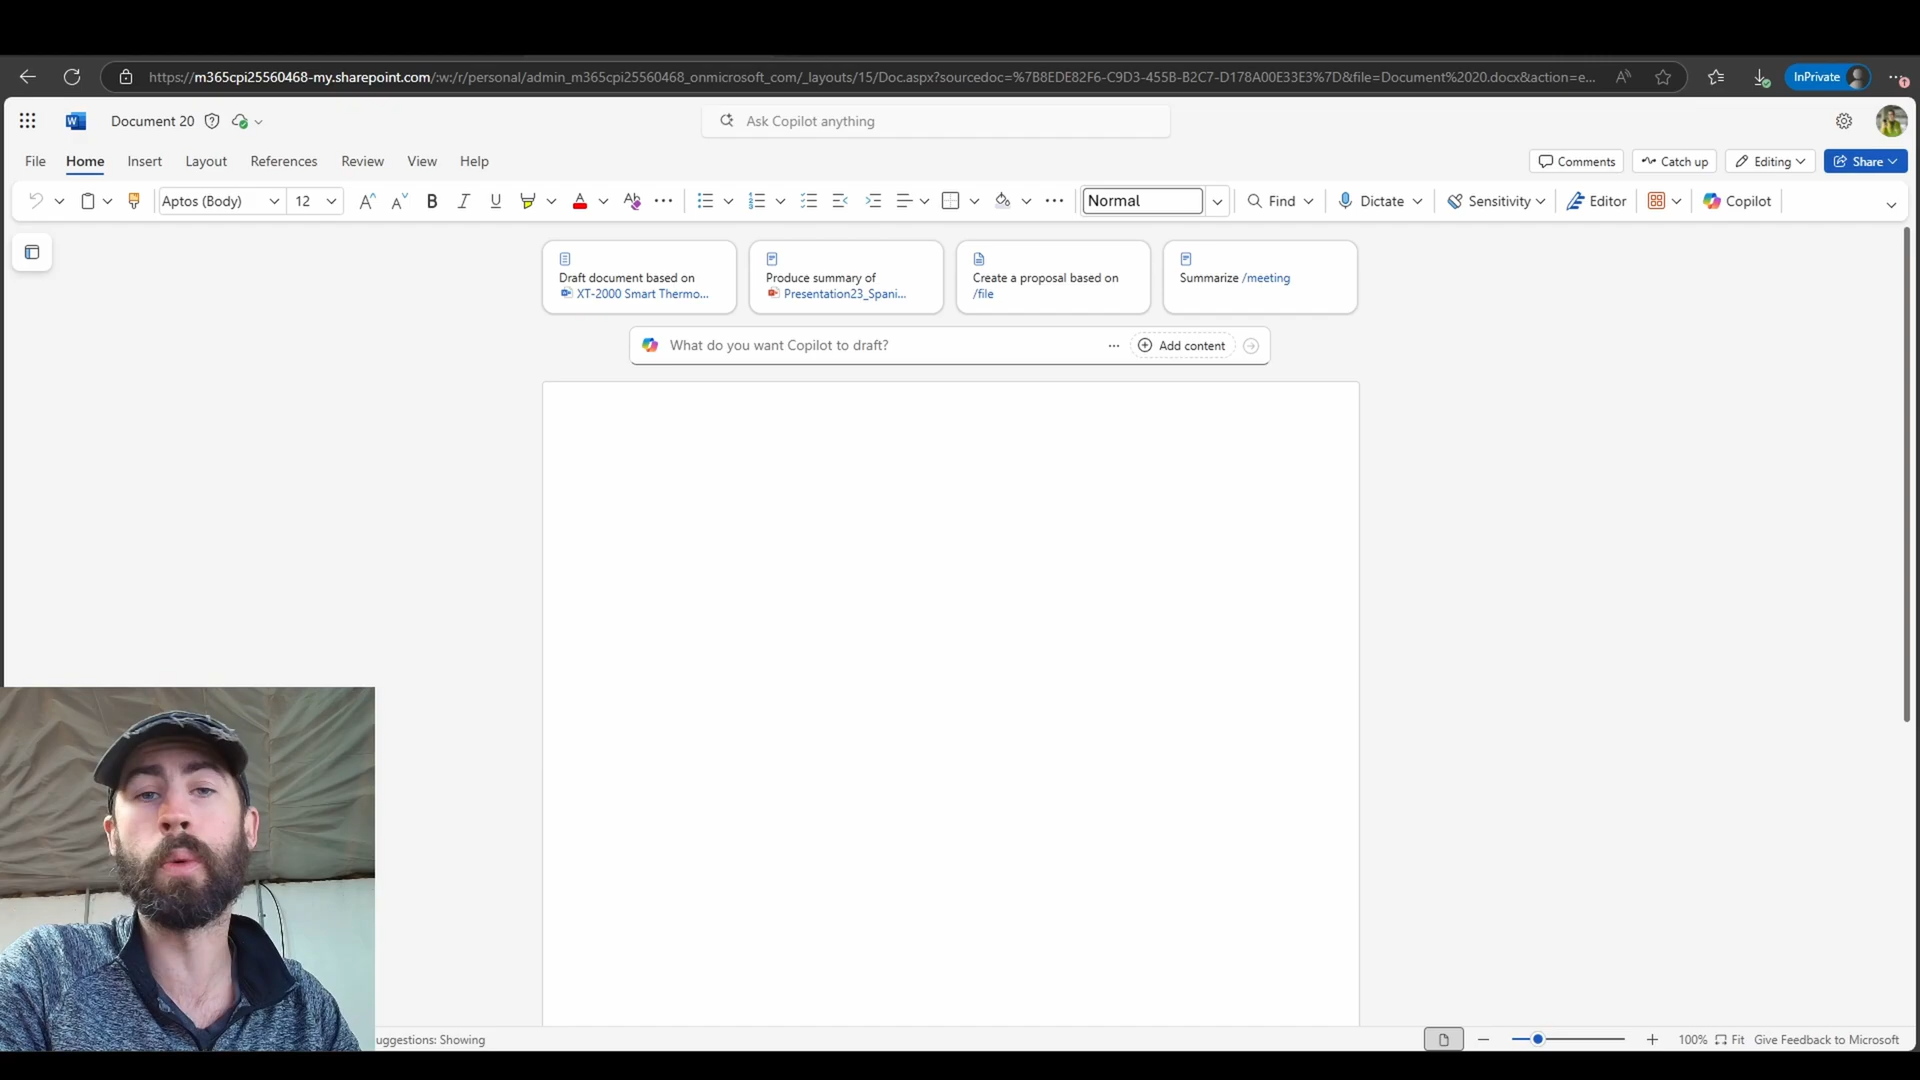 https://m365cpi25560468-my.sharepoint.com/:w:/r/personal/admin_m365cpi25560468_onmicrosoft_com/_layouts/15/Doc.aspx?sourcedoc=%7B8EDE82F6-C9D3-455B-B2C7-D178A00E33E3%7D&file=Document%2020.docx&action=e...
InPrivate
W
Document 20
Ask Copilot anything
File
Home
Insert
Layout
References
Review
View
Help
Comments
Catch up
Editing
Share
Aptos (Body)
12
Normal
Find
Dictate
Sensitivity
Editor
Copilot
Draft document based on
XT-2000 Smart Thermo...
Produce summary of
Presentation23_Spani...
Create a proposal based on
/file
Summarize /meeting
What do you want Copilot to draft?
Add content
uggestions: Showing
100%
Fit
Give Feedback to Microsoft